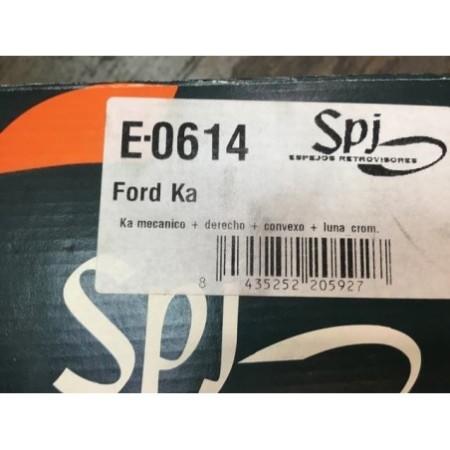 E-0614
Spj
ESPEJOS RETROVISORES
Ford Ka
Ka mecanico + derecho + convexo + luna crom.
8 435252 205927
Spj